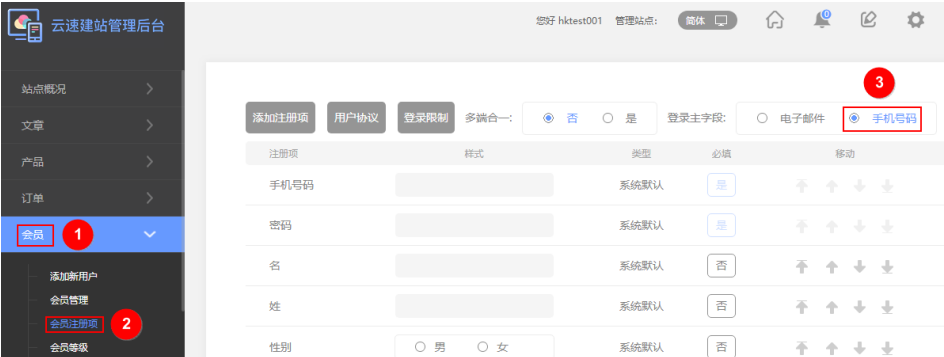 云速建站管理后台
您好 hktest001 管理站点: 简体
0
站点概况
文章
产品
订单
会员
1
添加新用户
会员管理
会员注册项
2
会员等级
3
添加注册项 用户协议 登录限制 多端合一: 否 是 登录主字段: 电子邮件 手机号码
注册项 样式 类型 必填 移动
手机号码 系统默认 是
密码 系统默认 是
名 系统默认 否
姓 系统默认 否
性别 男 女 系统默认 否